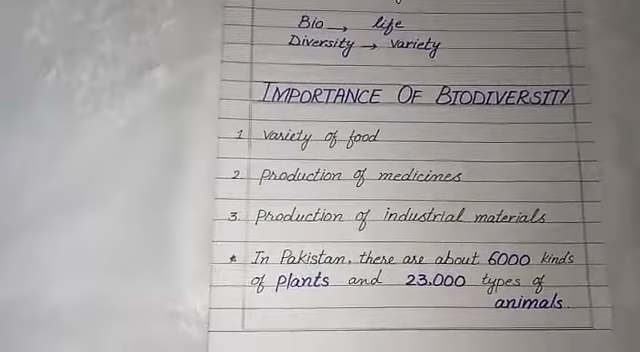 Bio → life
Diversity → variety
IMPORTANCE OF BIODIVERSITY
1 variety of food
2. production of medicines
3. production of industrial materials
* In Pakistan, there are about 6000 kinds
of plants and 23.000 types of
animals.